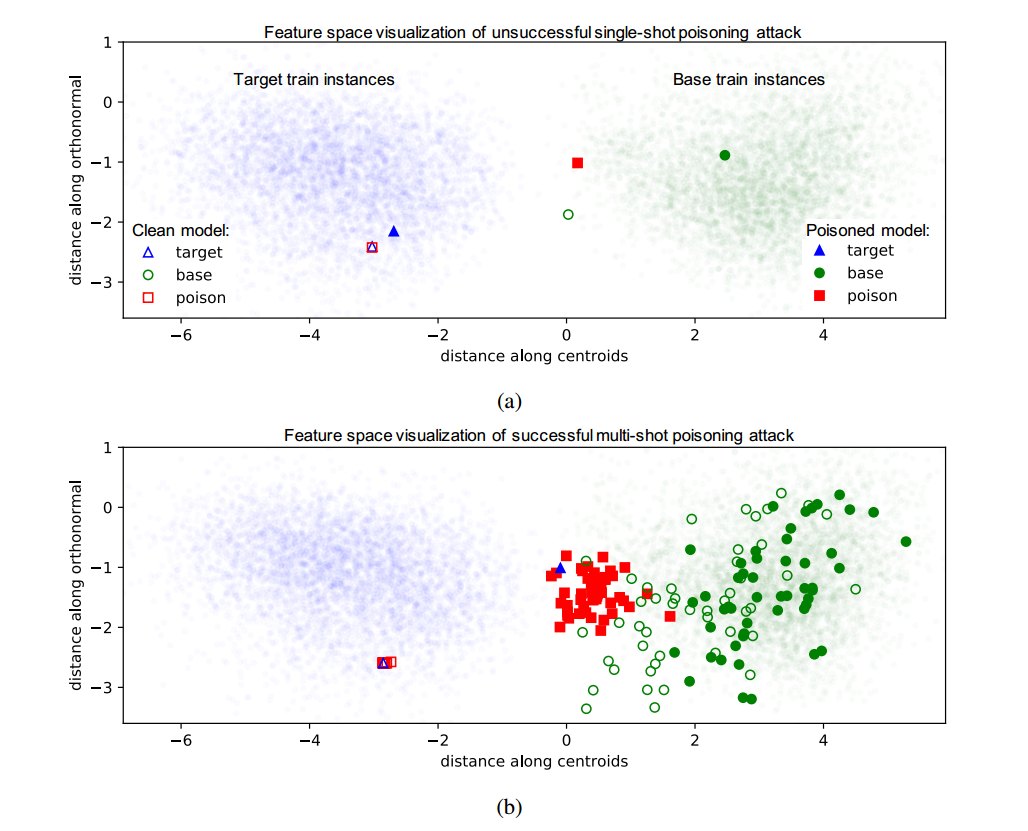 Feature space visualization of unsuccessful single-shot poisoning attack
Target train instances
Base train instances
Clean model:
target
base
poison
Poisoned model:
target
base
poison
1
0
−1
−2
−3
distance along orthonormal
−6
−4
−2
0
2
4
distance along centroids
(a)
Feature space visualization of successful multi-shot poisoning attack
1
0
−1
−2
−3
distance along orthonormal
−6
−4
−2
0
2
4
distance along centroids
(b)